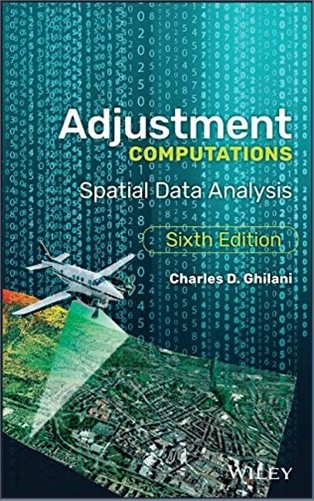 Adjustment
COMPUTATIONS
Spatial Data Analysis
Sixth Edition
Charles D. Ghilani
WILEY